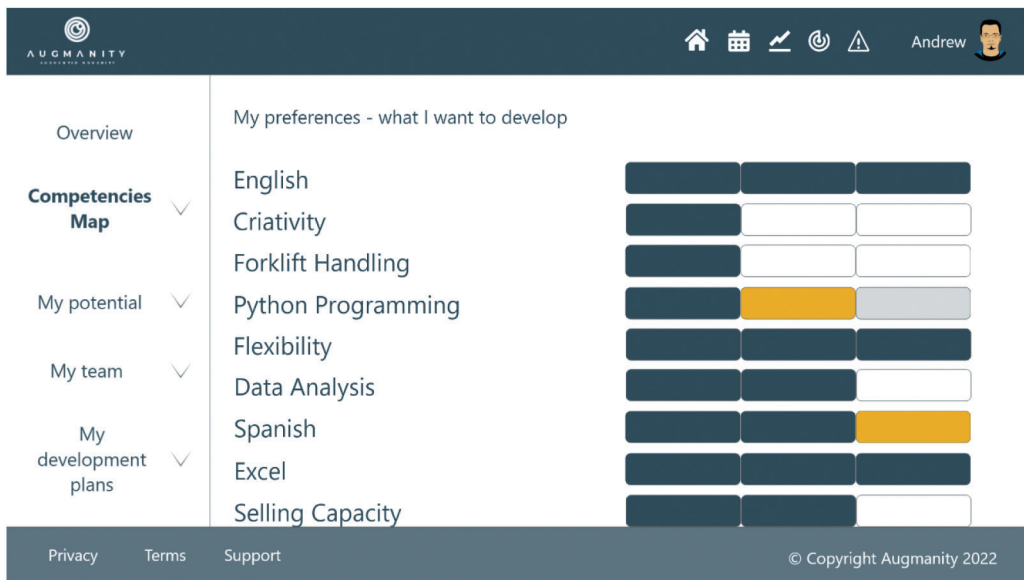 AUGMANITY
Andrew
Overview
Competencies
Map
My potential
My team
My
development
plans
My preferences - what I want to develop
English
Criativity
Forklift Handling
Python Programming
Flexibility
Data Analysis
Spanish
Excel
Selling Capacity
Privacy
Terms
Support
© Copyright Augmanity 2022